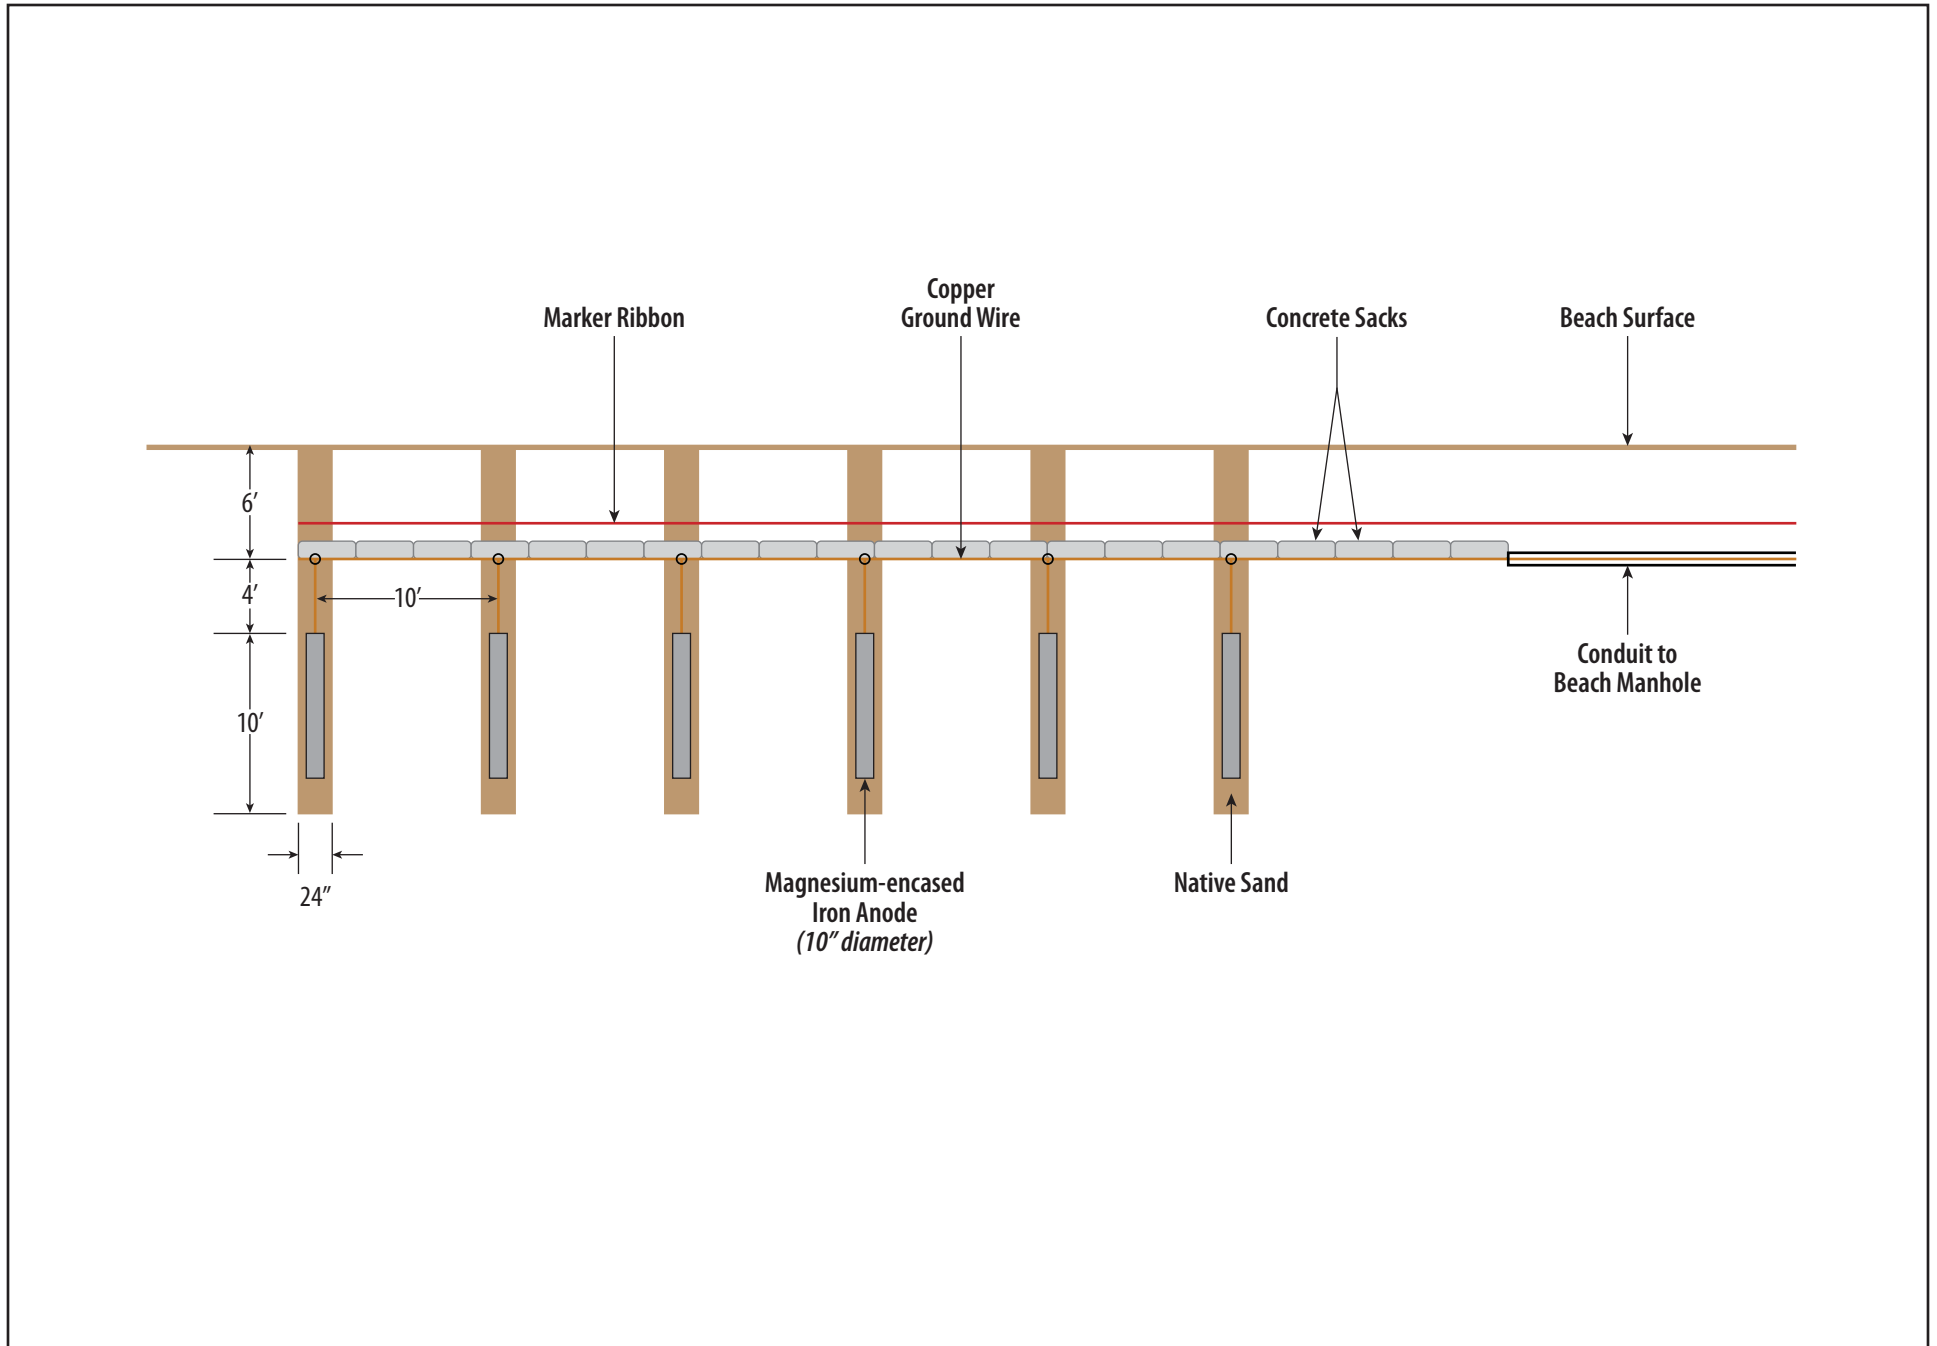 Copper
Marker Ribbon
Ground Wire
Concrete Sacks
Beach Surface
6′
4′
10′
10′
Conduit to
Beach Manhole
24″
Magnesium-encased
Iron Anode
(10″ diameter)
Native Sand